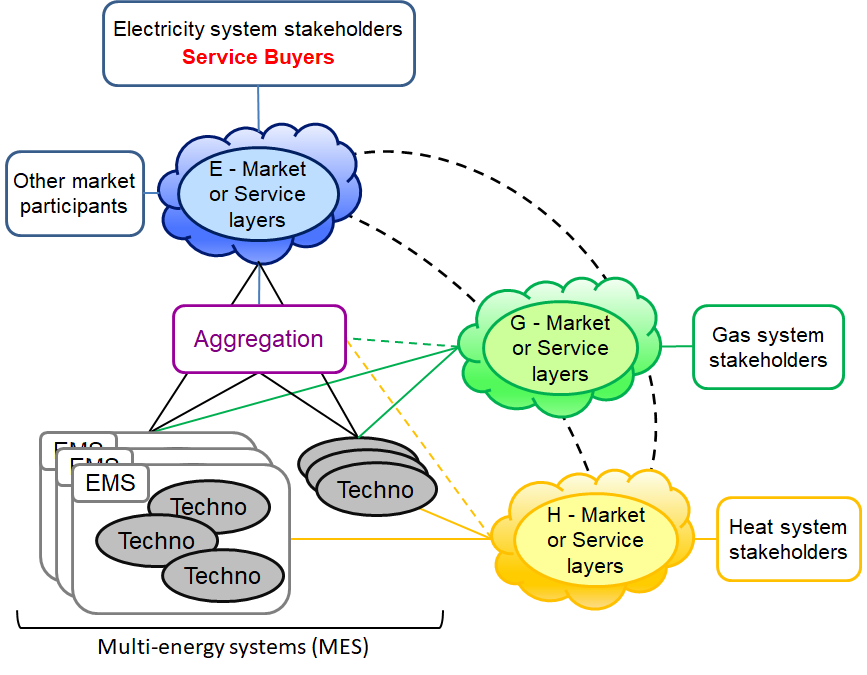 Electricity system stakeholders
Service Buyers
E - Market
or Service
layers
Other market
participants
Aggregation
G - Market
or Service
layers
Gas system
stakeholders
EMS
EMS
EMS
Techno
Techno
Techno
Techno
H - Market
or Service
layers
Heat system
stakeholders
Multi-energy systems (MES)